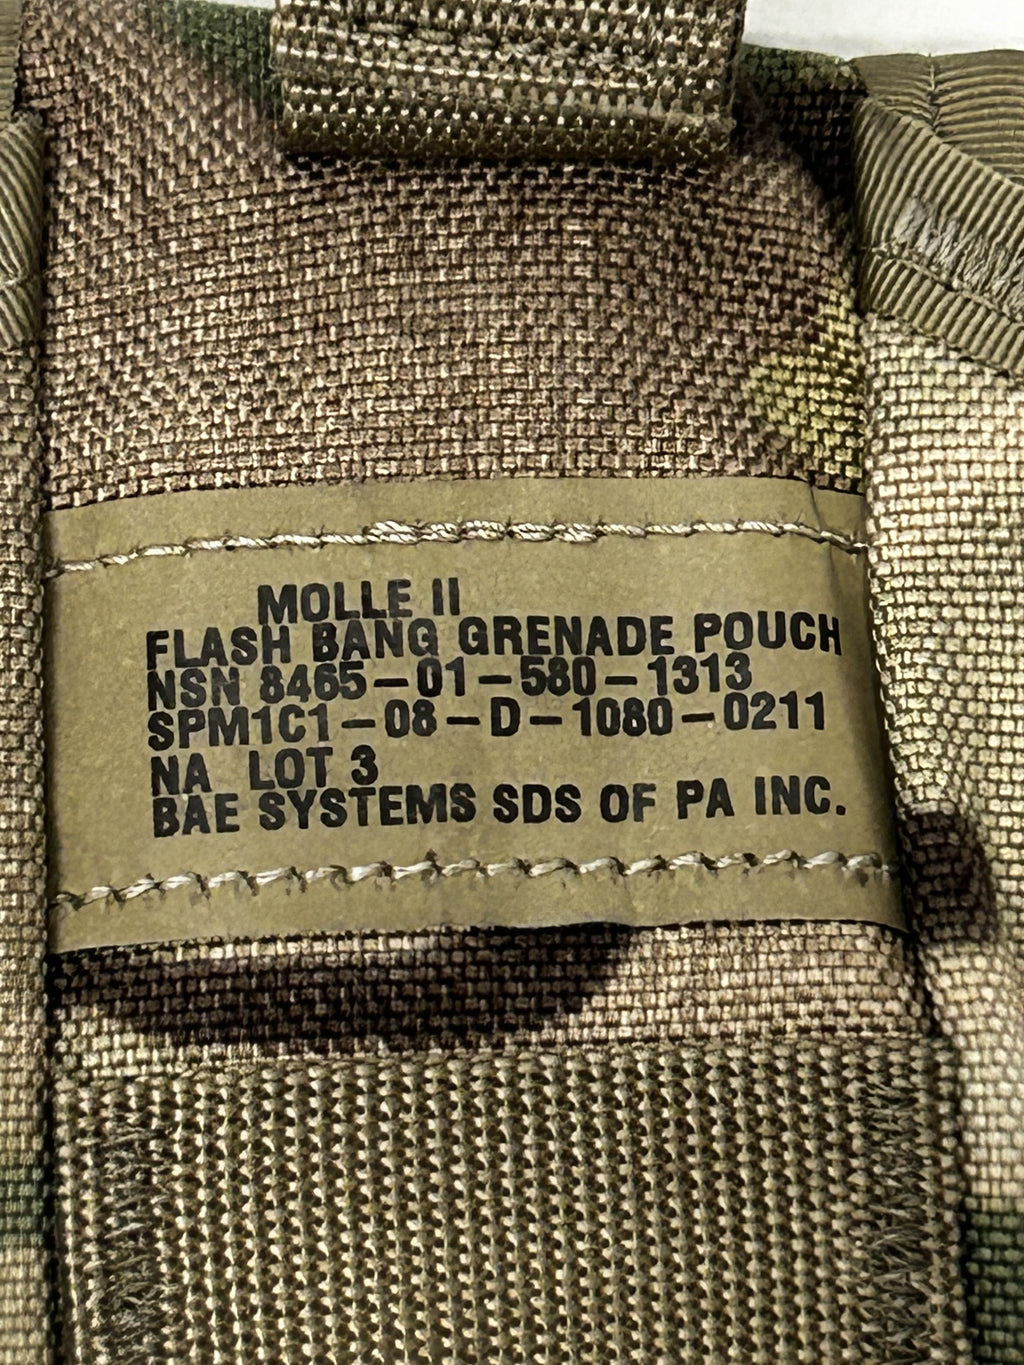 MOLLE II
FLASH BANG GRENADE POUCH
NSN 8465-01-580-1313
SPM1C1-08-D-1080-0211
NA LOT 3
BAE SYSTEMS SDS OF PA INC.